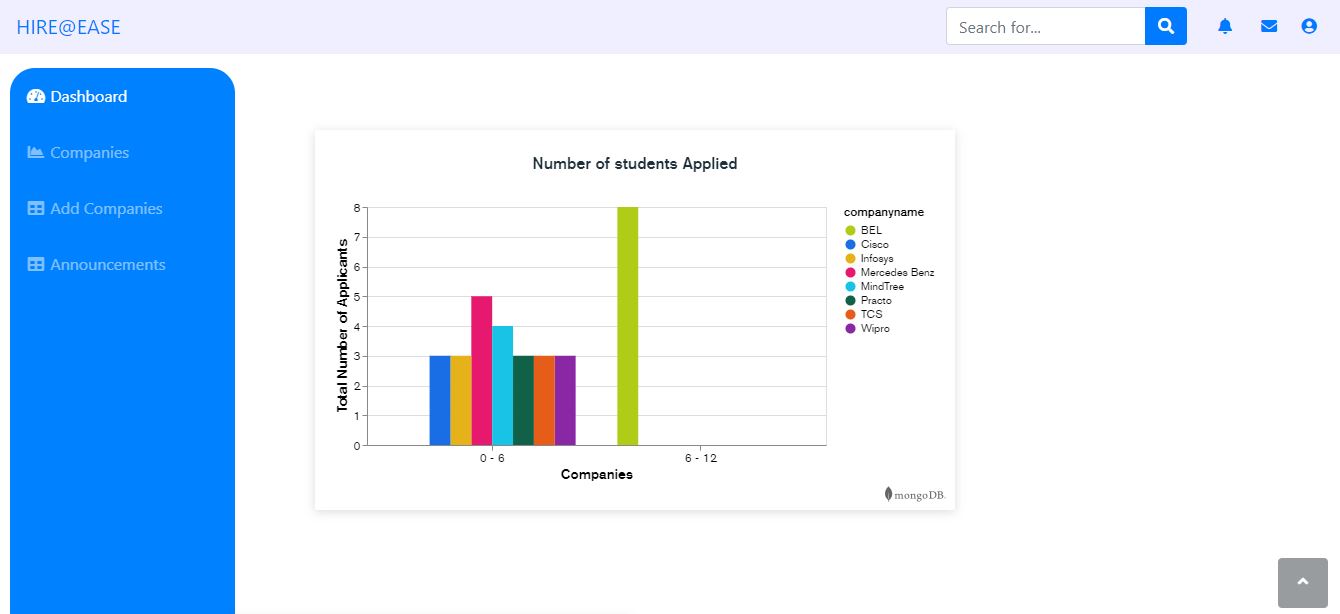 HIRE@EASE
Search for...
Dashboard
Companies
Add Companies
Announcements
Number of students Applied
Total Number of Applicants
8
7
6
5
4
3
2
1
0
0 - 6
6 - 12
Companies
companyname
BEL
Cisco
Infosys
Mercedes Benz
MindTree
Practo
TCS
Wipro
mongoDB.